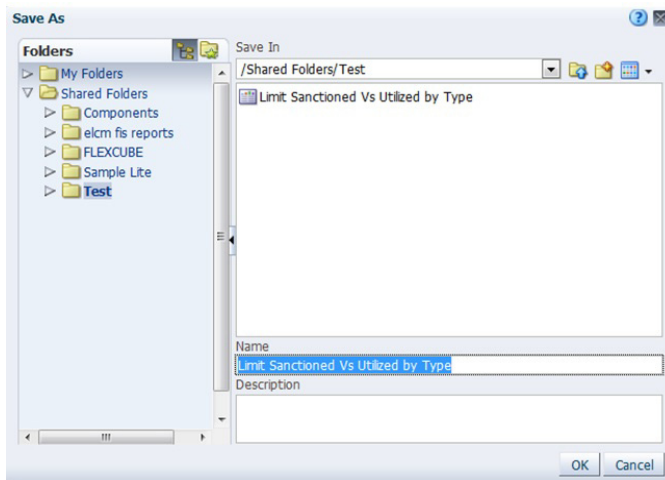 Save As
Folders
My Folders
Shared Folders
Components
elcm fis reports
FLEXCUBE
Sample Lite
Test
Save In
/Shared Folders/Test
Limit Sanctioned Vs Utilized by Type
Name
Limit Sanctioned Vs Utilized by Type
Description
OK Cancel